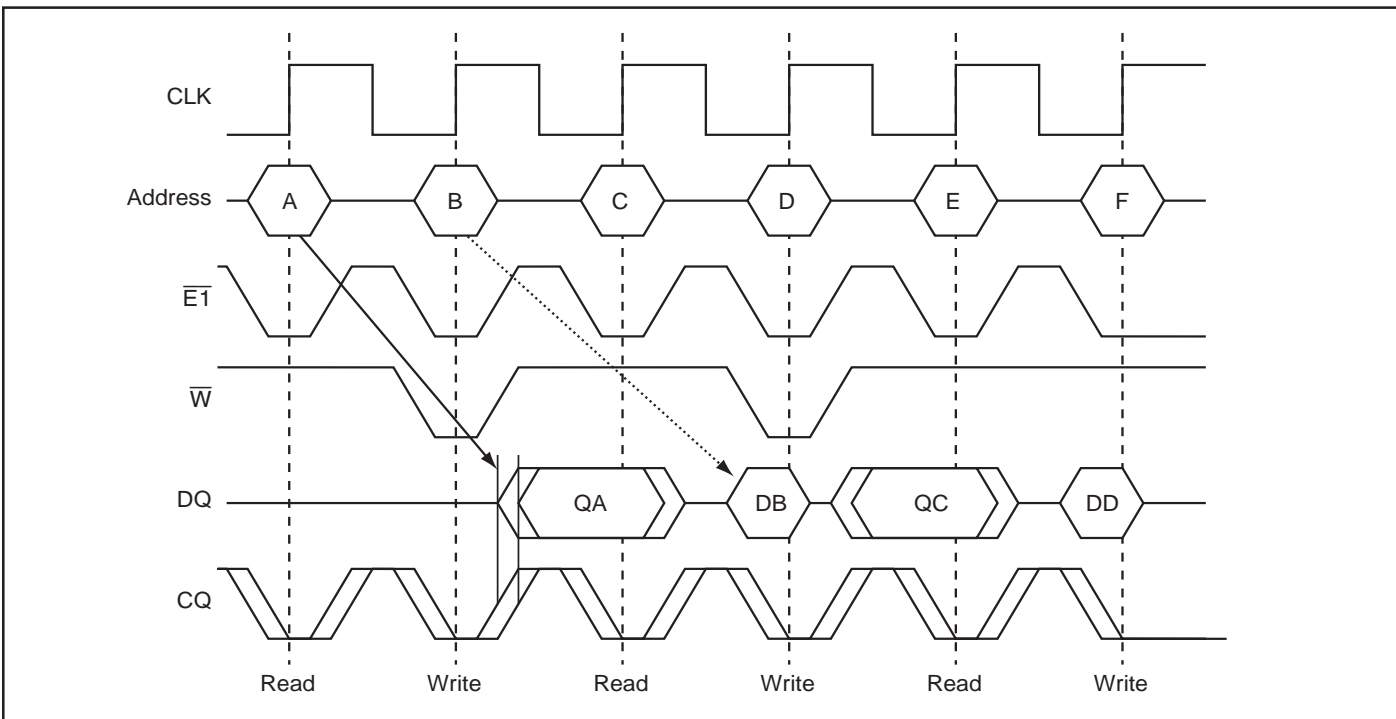 CLK
Address A B C D E F
E1
W
DQ QA DB QC DD
CQ
Read Write Read Write Read Write